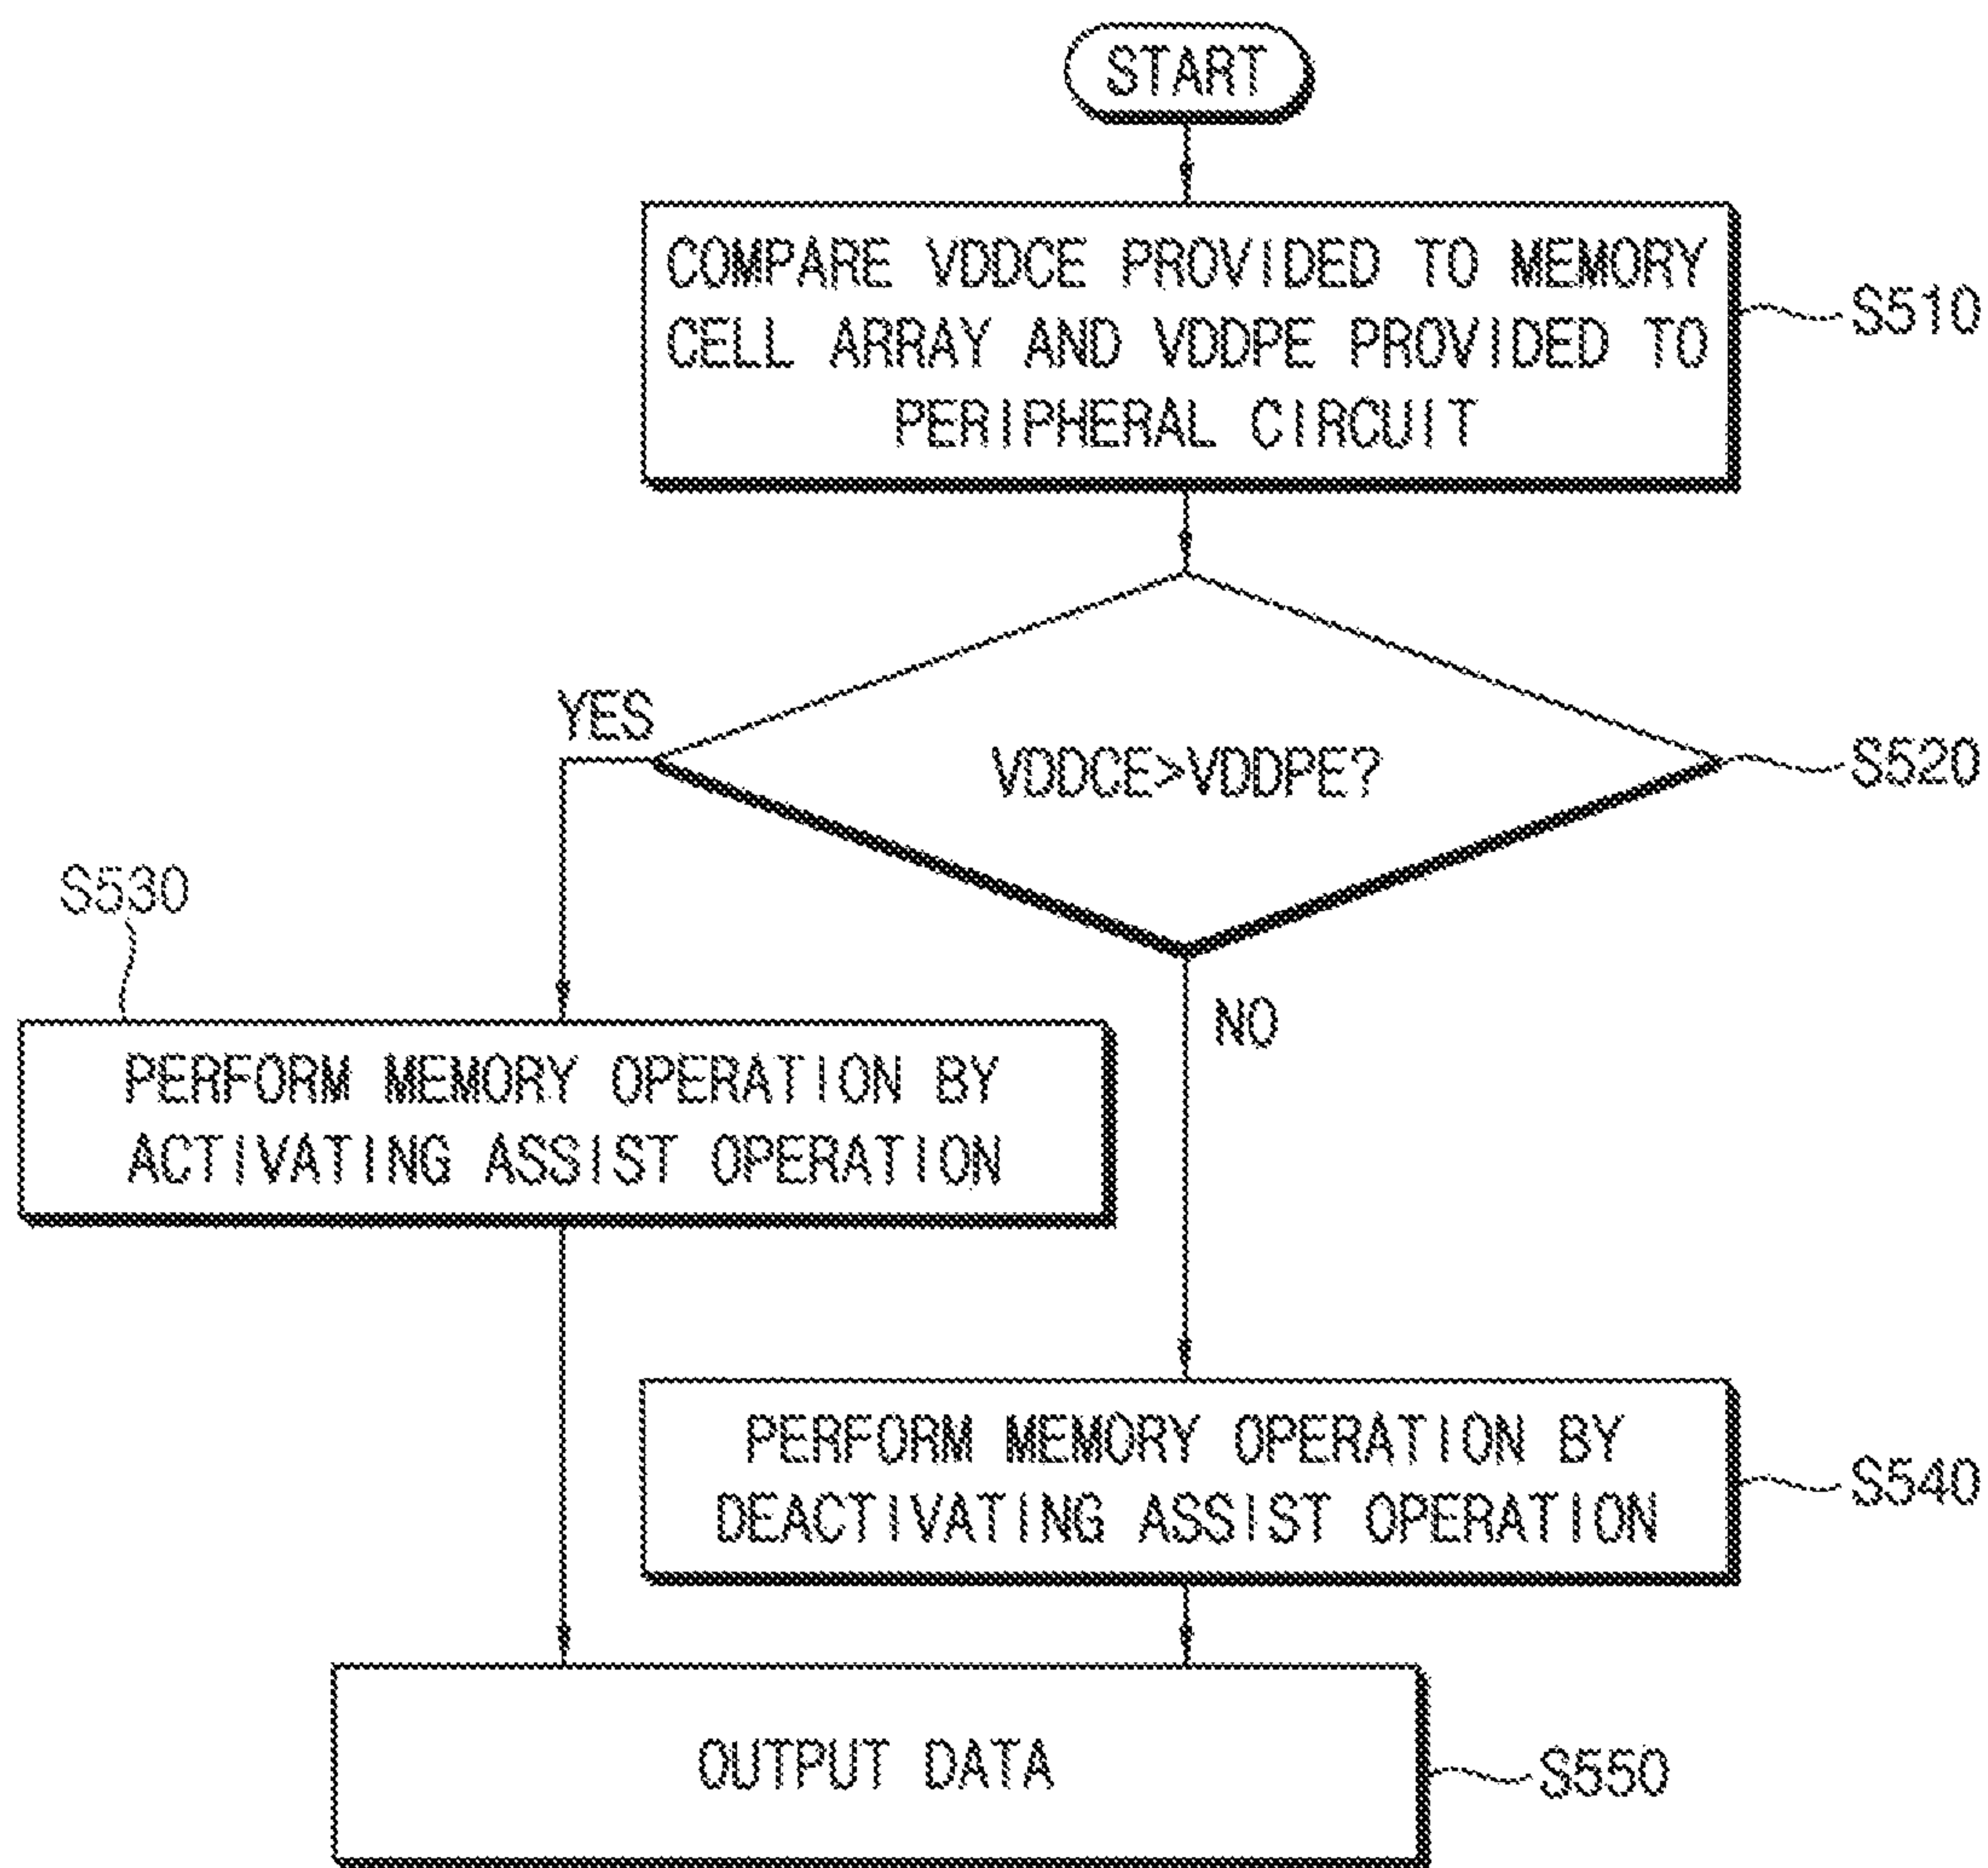 START
COMPARE VDDCE PROVIDED TO MEMORY
CELL ARRAY AND VDDPE PROVIDED TO
PERIPHERAL CIRCUIT
S510
VDDCE>VDDPE?
S520
YES
NO
S530
PERFORM MEMORY OPERATION BY
ACTIVATING ASSIST OPERATION
PERFORM MEMORY OPERATION BY
DEACTIVATING ASSIST OPERATION
S540
OUTPUT DATA
S550